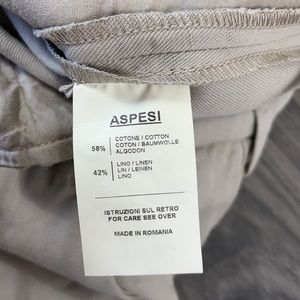 ASPESI
COTONE / COTTON
58% COTON / BAUMWOLLE
ALGODON
LINO / LINEN
42% LIN / LEINEN
LINO
ISTRUZIONI SUL RETRO
FOR CARE SEE OVER
MADE IN ROMANIA